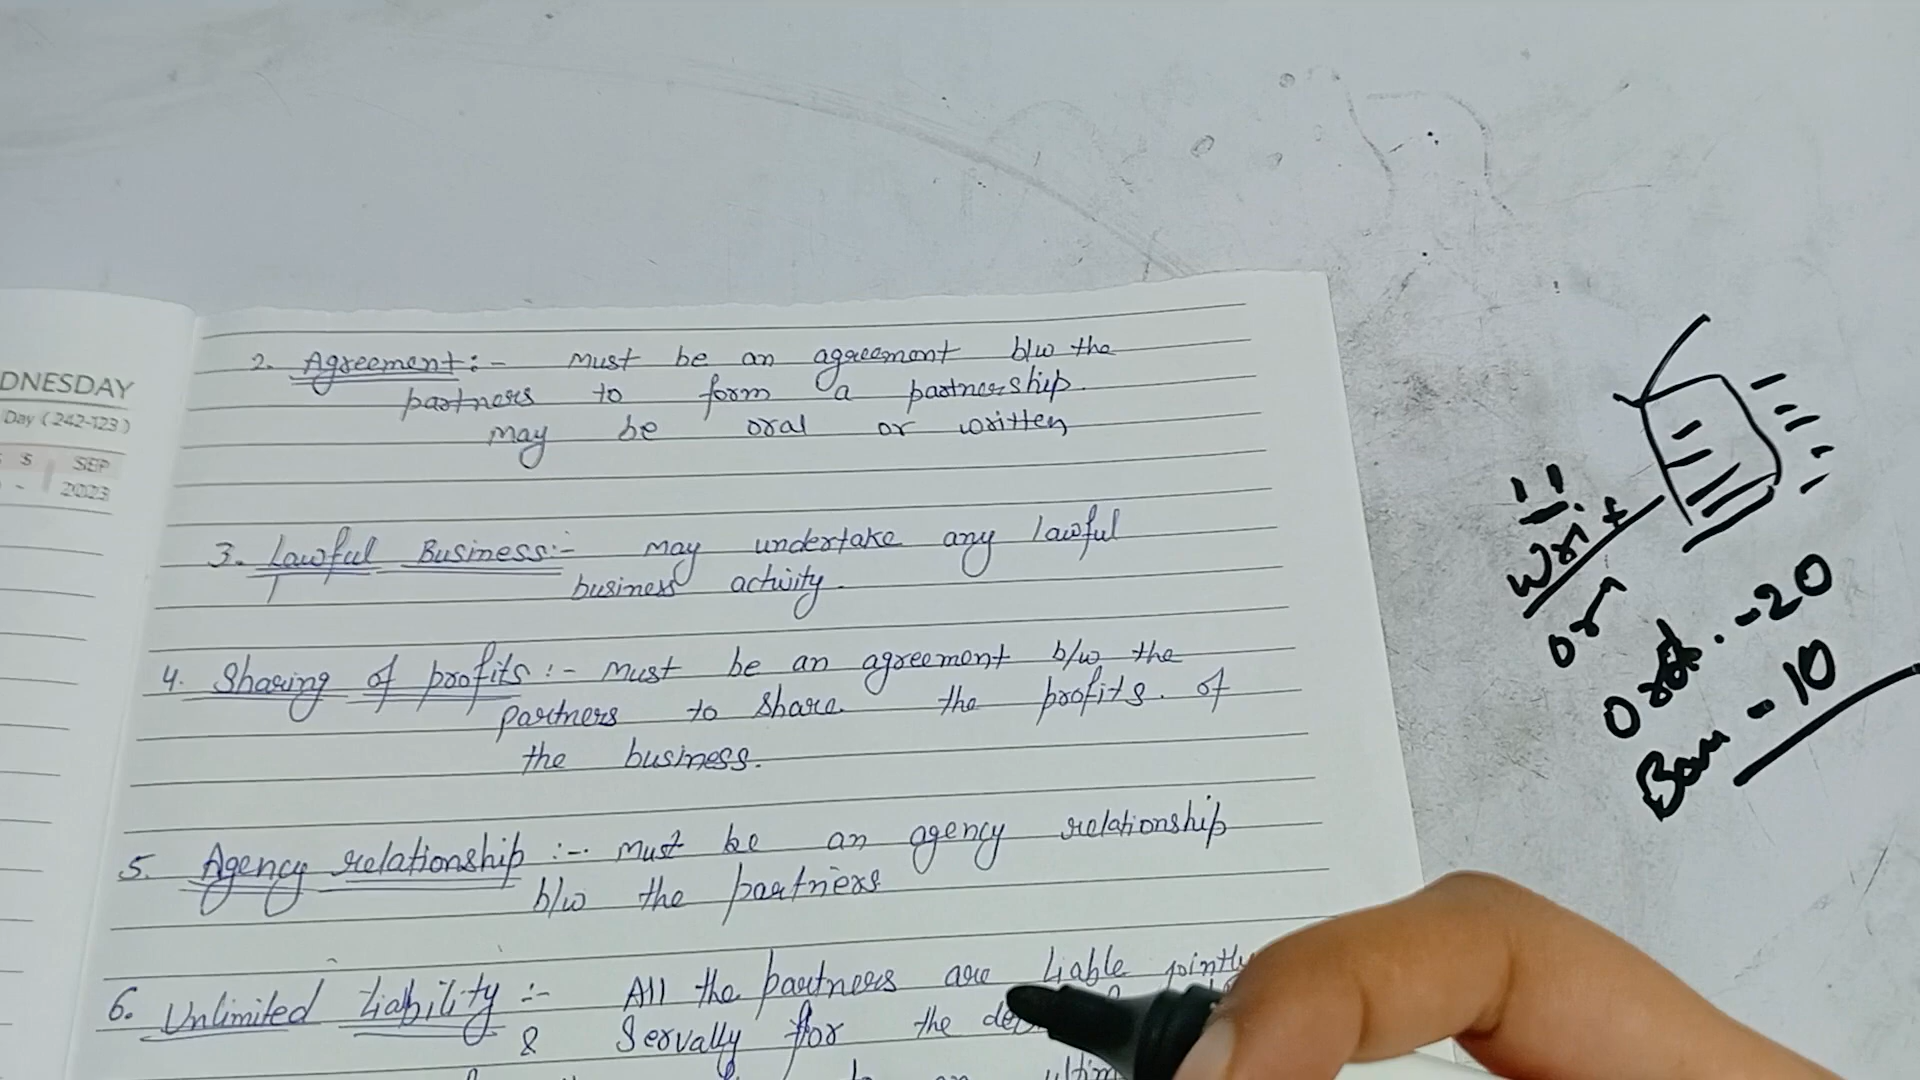 DNESDAY
Day (242-123)
S SEP
2023
2. Agreement:- Must be an agreement b/w the
partners to form a partnership.
may be oral or written
3. Lawful Business:- may undertake any lawful
business activity.
4. Sharing of profits:- Must be an agreement b/w the
partners to share the profits. of
the business.
5. Agency relationship:- Must be an agency relationship
b/w the partners
6. Unlimited Liability:- All the partners are liable jointly
& Servally for the
Writ
or
-20
Ban -10